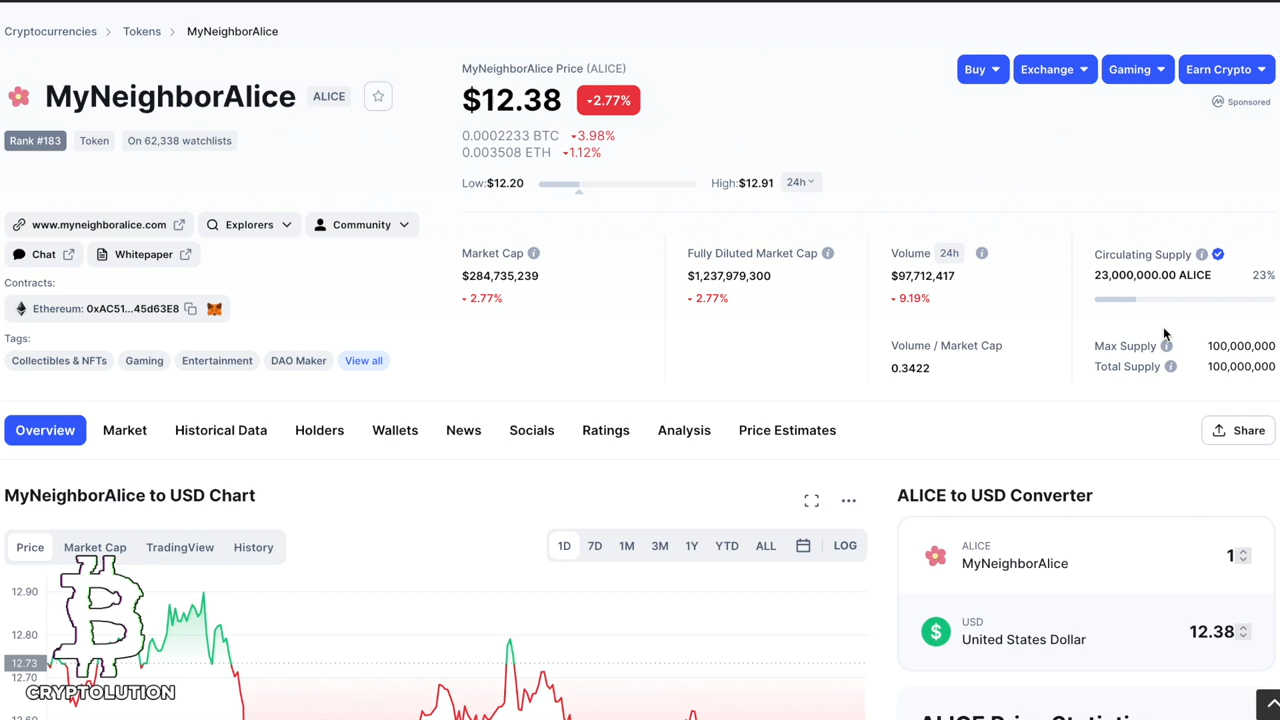 Cryptocurrencies > Tokens > MyNeighborAlice
MyNeighborAlice ALICE
Rank #183 Token On 62,338 watchlists
www.myneighboralice.com Explorers Community
Chat Whitepaper
Contracts:
Ethereum: 0xAC51...45d63E8
Tags:
Collectibles & NFTs Gaming Entertainment DAO Maker View all
MyNeighborAlice Price (ALICE)
$12.38 2.77%
0.0002233 BTC 3.98%
0.003508 ETH 1.12%
Low:$12.20 High:$12.91 24h
Buy Exchange Gaming Earn Crypto
Sponsored
Market Cap
$284,735,239
2.77%
Fully Diluted Market Cap
$1,237,979,300
2.77%
Volume 24h
$97,712,417
9.19%
Volume / Market Cap
0.3422
Circulating Supply
23,000,000.00 ALICE 23%
Max Supply 100,000,000
Total Supply 100,000,000
Overview Market Historical Data Holders Wallets News Socials Ratings Analysis Price Estimates Share
MyNeighborAlice to USD Chart
Price Market Cap TradingView History 1D 7D 1M 3M 1Y YTD ALL LOG
12.90
12.80
12.73
12.70
CRYPTOLUTION
ALICE to USD Converter
ALICE
MyNeighborAlice 1
USD
United States Dollar 12.38